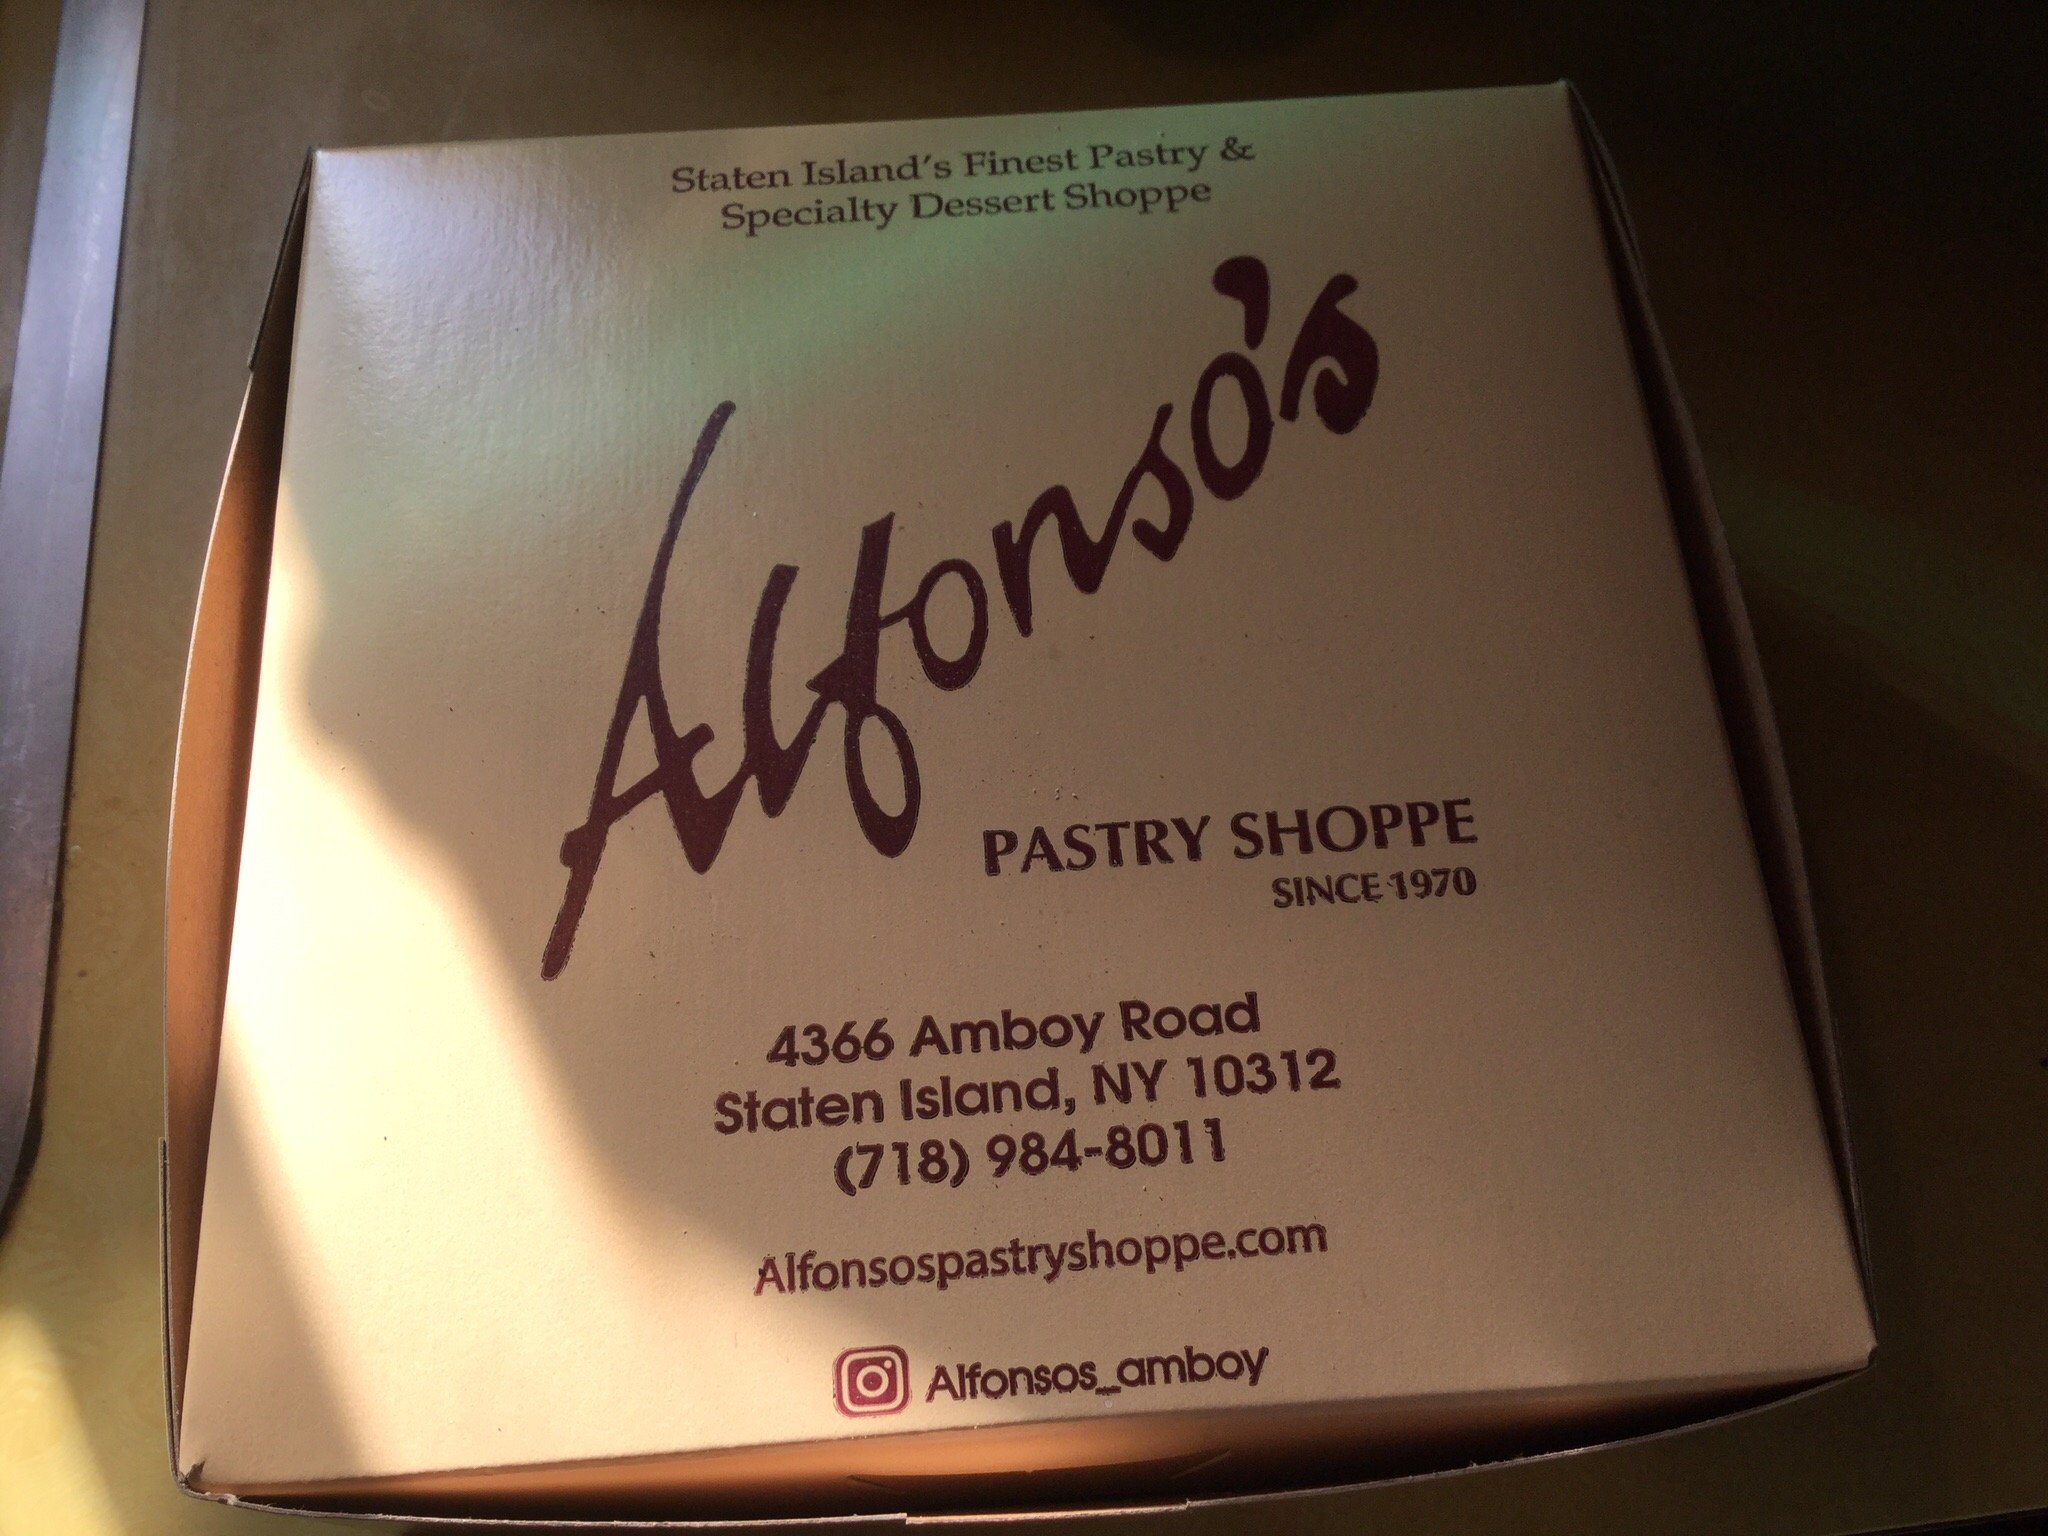 Staten Island's Finest Pastry &
Specialty Dessert Shoppe
Alfonso's
PASTRY SHOPPE
SINCE 1970
4366 Amboy Road
Staten Island, NY 10312
(718) 984-8011
Alfonsospastryshoppe.com
Alfonsos_amboy